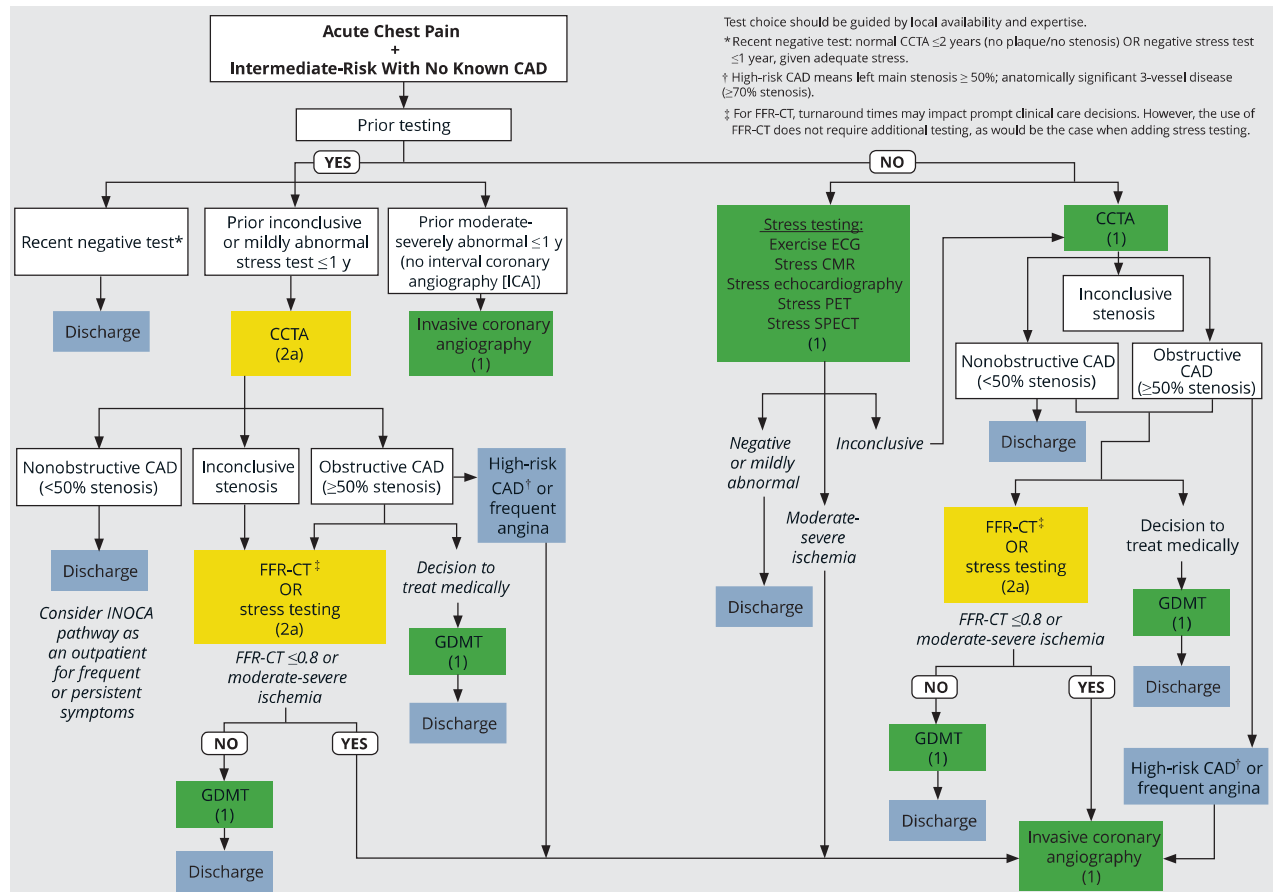 Acute Chest Pain
+
Intermediate-Risk With No Known CAD
Test choice should be guided by local availability and expertise.
* Recent negative test: normal CCTA ≤2 years (no plaque/no stenosis) OR negative stress test
≤1 year, given adequate stress.
† High-risk CAD means left main stenosis ≥ 50%; anatomically significant 3-vessel disease
(≥70% stenosis).
‡ For FFR-CT, turnaround times may impact prompt clinical care decisions. However, the use of
FFR-CT does not require additional testing, as would be the case when adding stress testing.
Prior testing
YES
NO
Recent negative test*
Discharge
Prior inconclusive
or mildly abnormal
stress test ≤1 y
CCTA
(2a)
Prior moderate-
severely abnormal ≤1 y
(no interval coronary
angiography [ICA])
Invasive coronary
angiography
(1)
Nonobstructive CAD
(<50% stenosis)
Discharge
Consider INOCA
pathway as
an outpatient
for frequent
or persistent
symptoms
Inconclusive
stenosis
Obstructive CAD
(≥50% stenosis)
High-risk
CAD† or
frequent
angina
FFR-CT‡
OR
stress testing
(2a)
FFR-CT ≤0.8 or
moderate-severe
ischemia
NO
YES
GDMT
(1)
Discharge
Decision to
treat medically
GDMT
(1)
Discharge
Stress testing:
Exercise ECG
Stress CMR
Stress echocardiography
Stress PET
Stress SPECT
(1)
Negative
or mildly
abnormal
Discharge
Moderate-
severe
ischemia
Inconclusive
CCTA
(1)
Inconclusive
stenosis
Nonobstructive CAD
(<50% stenosis)
Discharge
Obstructive
CAD
(≥50% stenosis)
FFR-CT‡
OR
stress testing
(2a)
FFR-CT ≤0.8 or
moderate-severe ischemia
NO
YES
GDMT
(1)
Discharge
Decision to
treat medically
GDMT
(1)
Discharge
High-risk CAD† or
frequent angina
Invasive coronary
angiography
(1)